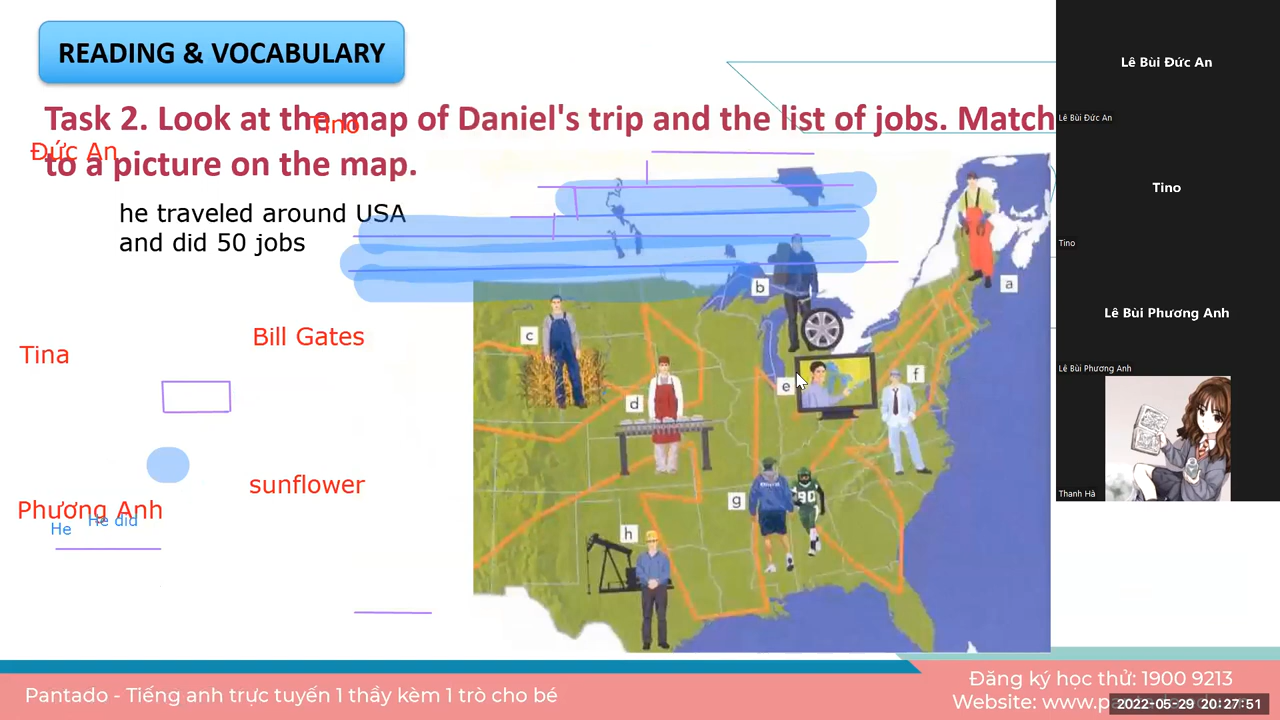 READING & VOCABULARY
Task 2. Look at the map of Daniel's trip and the list of jobs. Match
to a picture on the map.
Tino
Đức An
he traveled around USA
and did 50 jobs
Bill Gates
Tina
sunflower
Phương Anh
He did
He
a
b
c
d
e
f
g
h
90
Lê Bùi Đức An
Lê Bùi Đức An
Tino
Tino
Lê Bùi Phương Anh
Lê Bùi Phương Anh
Thanh Hà
Pantado - Tiếng anh trực tuyến 1 thầy kèm 1 trò cho bé
Đăng ký học thử: 1900 9213
Website:
2022-05-29 20:27:51